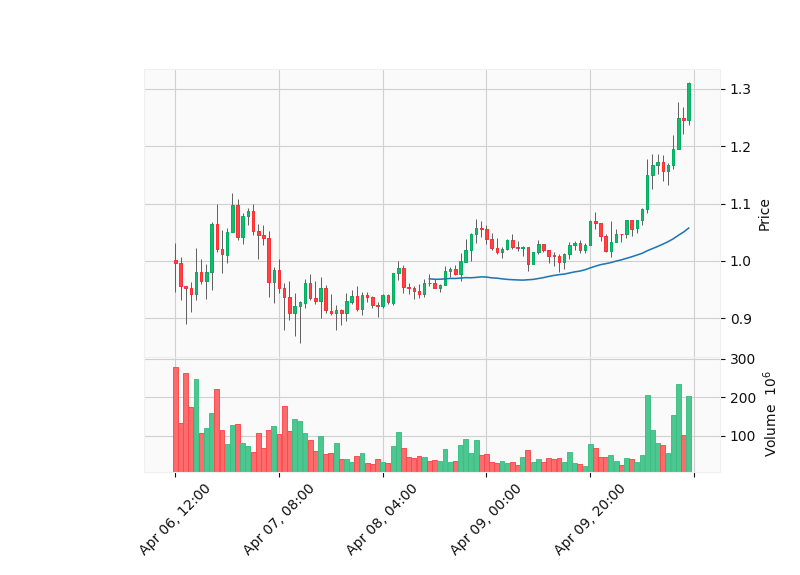 1.3
1.2
1.1
1.0
0.9
Price
300
200
100
Volume 10^6
Apr 06, 12:00
Apr 07, 08:00
Apr 08, 04:00
Apr 09, 00:00
Apr 09, 20:00